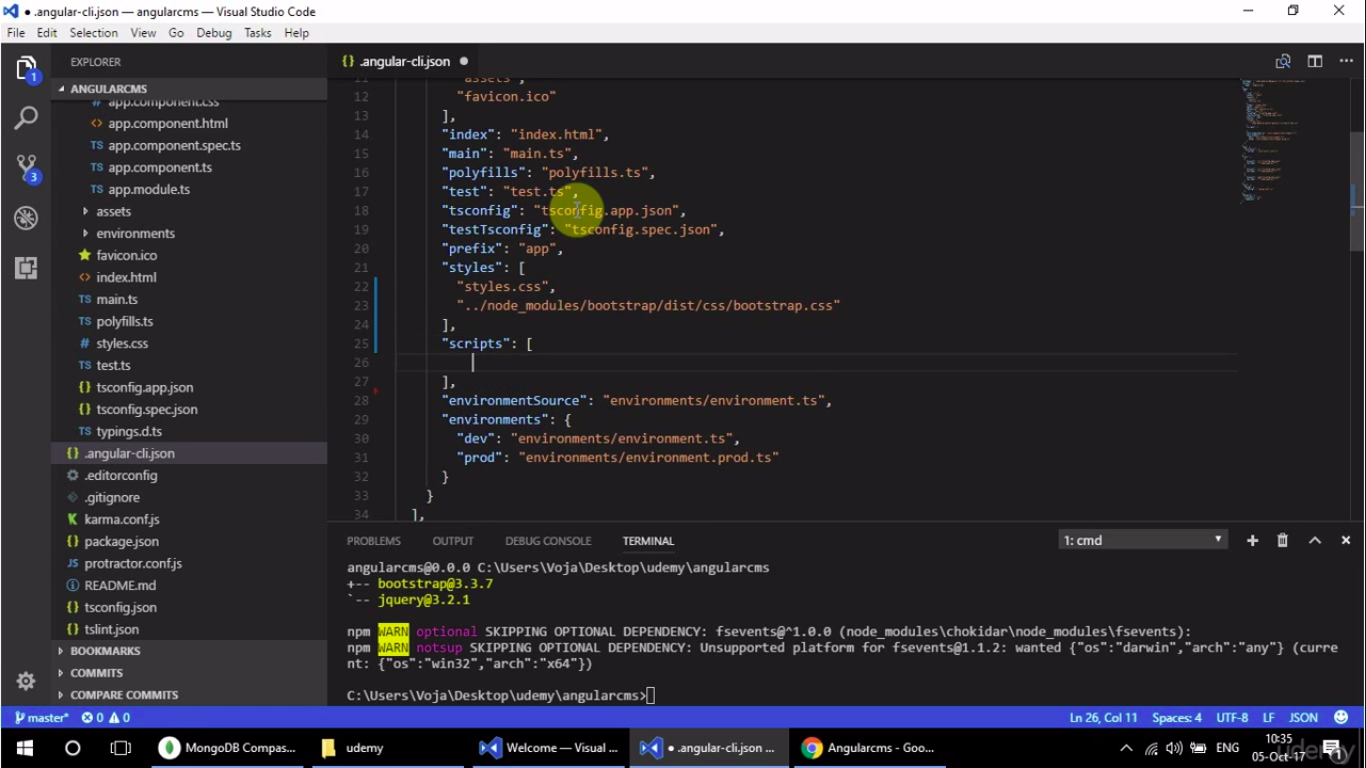 .angular-cli.json — angularcms — Visual Studio Code
File Edit Selection View Go Debug Tasks Help
1
EXPLORER
.angular-cli.json
ANGULARCMS
app.component.css
app.component.html
app.component.spec.ts
app.component.ts
app.module.ts
assets
environments
favicon.ico
index.html
main.ts
polyfills.ts
styles.css
test.ts
tsconfig.app.json
tsconfig.spec.json
typings.d.ts
.angular-cli.json
.editorconfig
.gitignore
karma.conf.js
package.json
protractor.conf.js
README.md
tsconfig.json
tslint.json
BOOKMARKS
COMMITS
COMPARE COMMITS
3
11 "assets",
12 "favicon.ico"
13 ],
14 "index": "index.html",
15 "main": "main.ts",
16 "polyfills": "polyfills.ts",
17 "test": "test.ts",
18 "tsconfig": "tsconfig.app.json",
19 "testTsconfig": "tsconfig.spec.json",
20 "prefix": "app",
21 "styles": [
22 "styles.css",
23 "../node_modules/bootstrap/dist/css/bootstrap.css"
24 ],
25 "scripts": [
26
27 ],
28 "environmentSource": "environments/environment.ts",
29 "environments": {
30 "dev": "environments/environment.ts",
31 "prod": "environments/environment.prod.ts"
32 }
33 }
34 ],
PROBLEMS OUTPUT DEBUG CONSOLE TERMINAL 1: cmd
angularcms@0.0.0 C:\Users\Voja\Desktop\udemy\angularcms
+-- bootstrap@3.3.7
`-- jquery@3.2.1
npm WARN optional SKIPPING OPTIONAL DEPENDENCY: fsevents@^1.0.0 (node_modules\chokidar\node_modules\fsevents):
npm WARN notsup SKIPPING OPTIONAL DEPENDENCY: Unsupported platform for fsevents@1.1.2: wanted {"os":"darwin","arch":"any"} (curre
nt: {"os":"win32","arch":"x64"})
C:\Users\Voja\Desktop\udemy\angularcms>
master* 0 0 Ln 26, Col 11 Spaces: 4 UTF-8 LF JSON
MongoDB Compas... udemy Welcome — Visual ... .angular-cli.json ... Angularcms - Goo... ENG
10:35
05-Oct-17
1
udemy